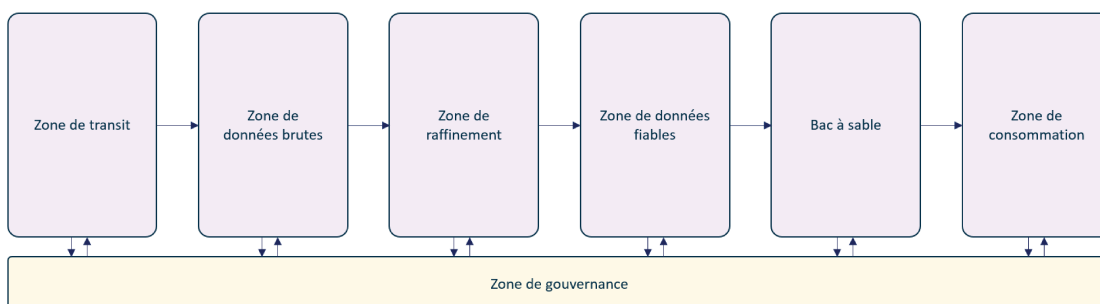 Zone de transit
Zone de
données brutes
Zone de
raffinement
Zone de données
fiables
Bac à sable
Zone de
consommation
Zone de gouvernance